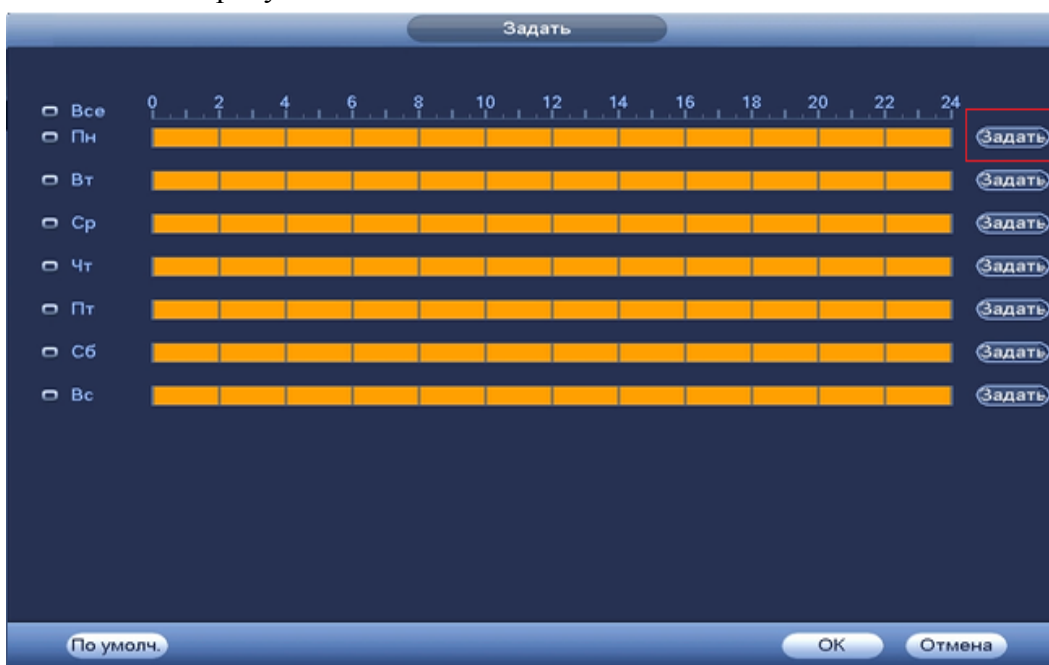 Задать
Все 0 2 4 6 8 10 12 14 16 18 20 22 24
Пн Задать
Вт Задать
Ср Задать
Чт Задать
Пт Задать
Сб Задать
Вс Задать
По умолч. OK Отмена